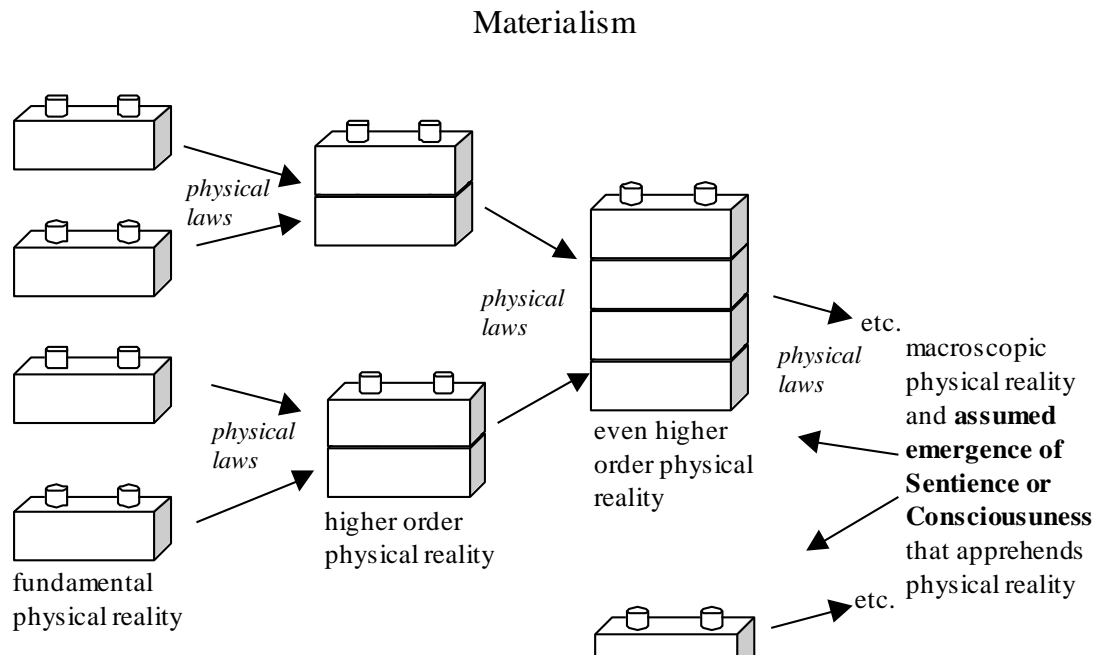 Materialism
physical
laws
physical
laws
etc.
physical
laws
macroscopic
physical reality
and assumed
emergence of
Sentience or
Consciousuness
that apprehends
physical reality
physical
laws
even higher
order physical
reality
higher order
physical reality
fundamental
physical reality
etc.